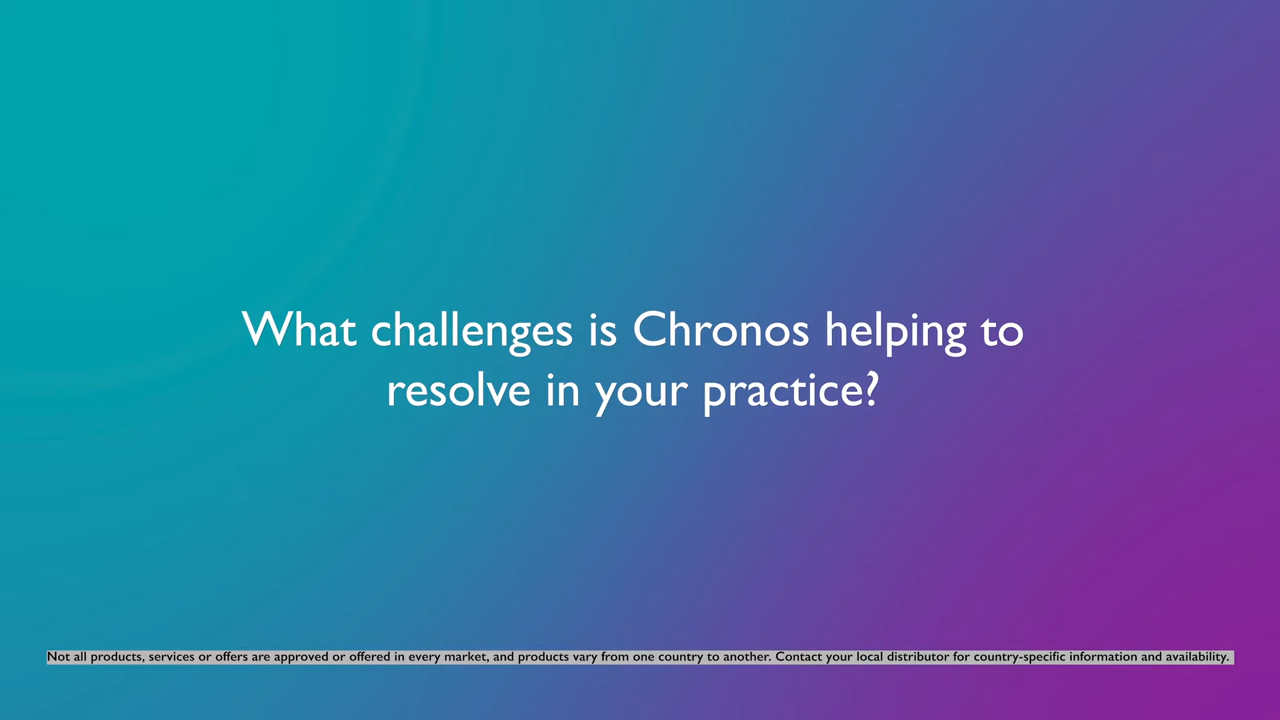 What challenges is Chronos helping to
resolve in your practice?
Not all products, services or offers are approved or offered in every market, and products vary from one country to another. Contact your local distributor for country-specific information and availability.